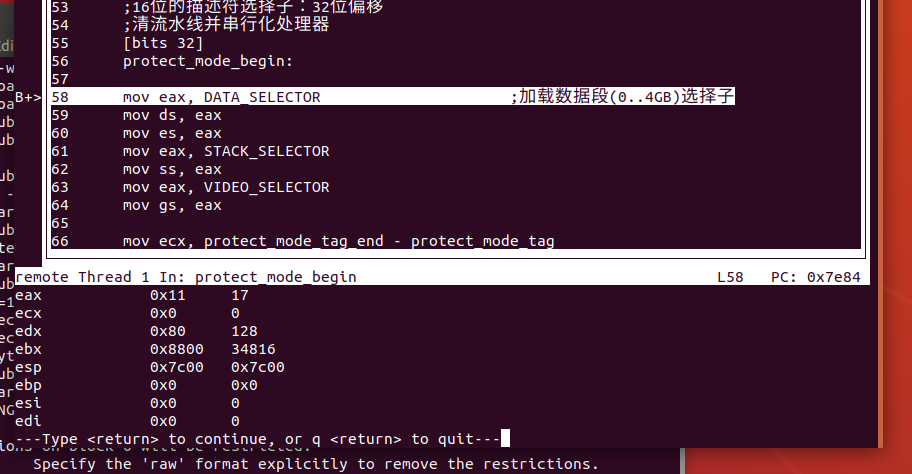 53 ;16位的描述符选择子：32位偏移
54 ;清流水线并串行化处理器
55 [bits 32]
56 protect_mode_begin:
57
B+> 58 mov eax, DATA_SELECTOR ;加载数据段(0..4GB)选择子
59 mov ds, eax
60 mov es, eax
61 mov eax, STACK_SELECTOR
62 mov ss, eax
63 mov eax, VIDEO_SELECTOR
64 mov gs, eax
65
66 mov ecx, protect_mode_tag_end - protect_mode_tag
remote Thread 1 In: protect_mode_begin L58 PC: 0x7e84
eax 0x11 17
ecx 0x0 0
edx 0x80 128
ebx 0x8800 34816
esp 0x7c00 0x7c00
ebp 0x0 0x0
esi 0x0 0
edi 0x0 0
---Type <return> to continue, or q <return> to quit---
Specify the 'raw' format explicitly to remove the restrictions.